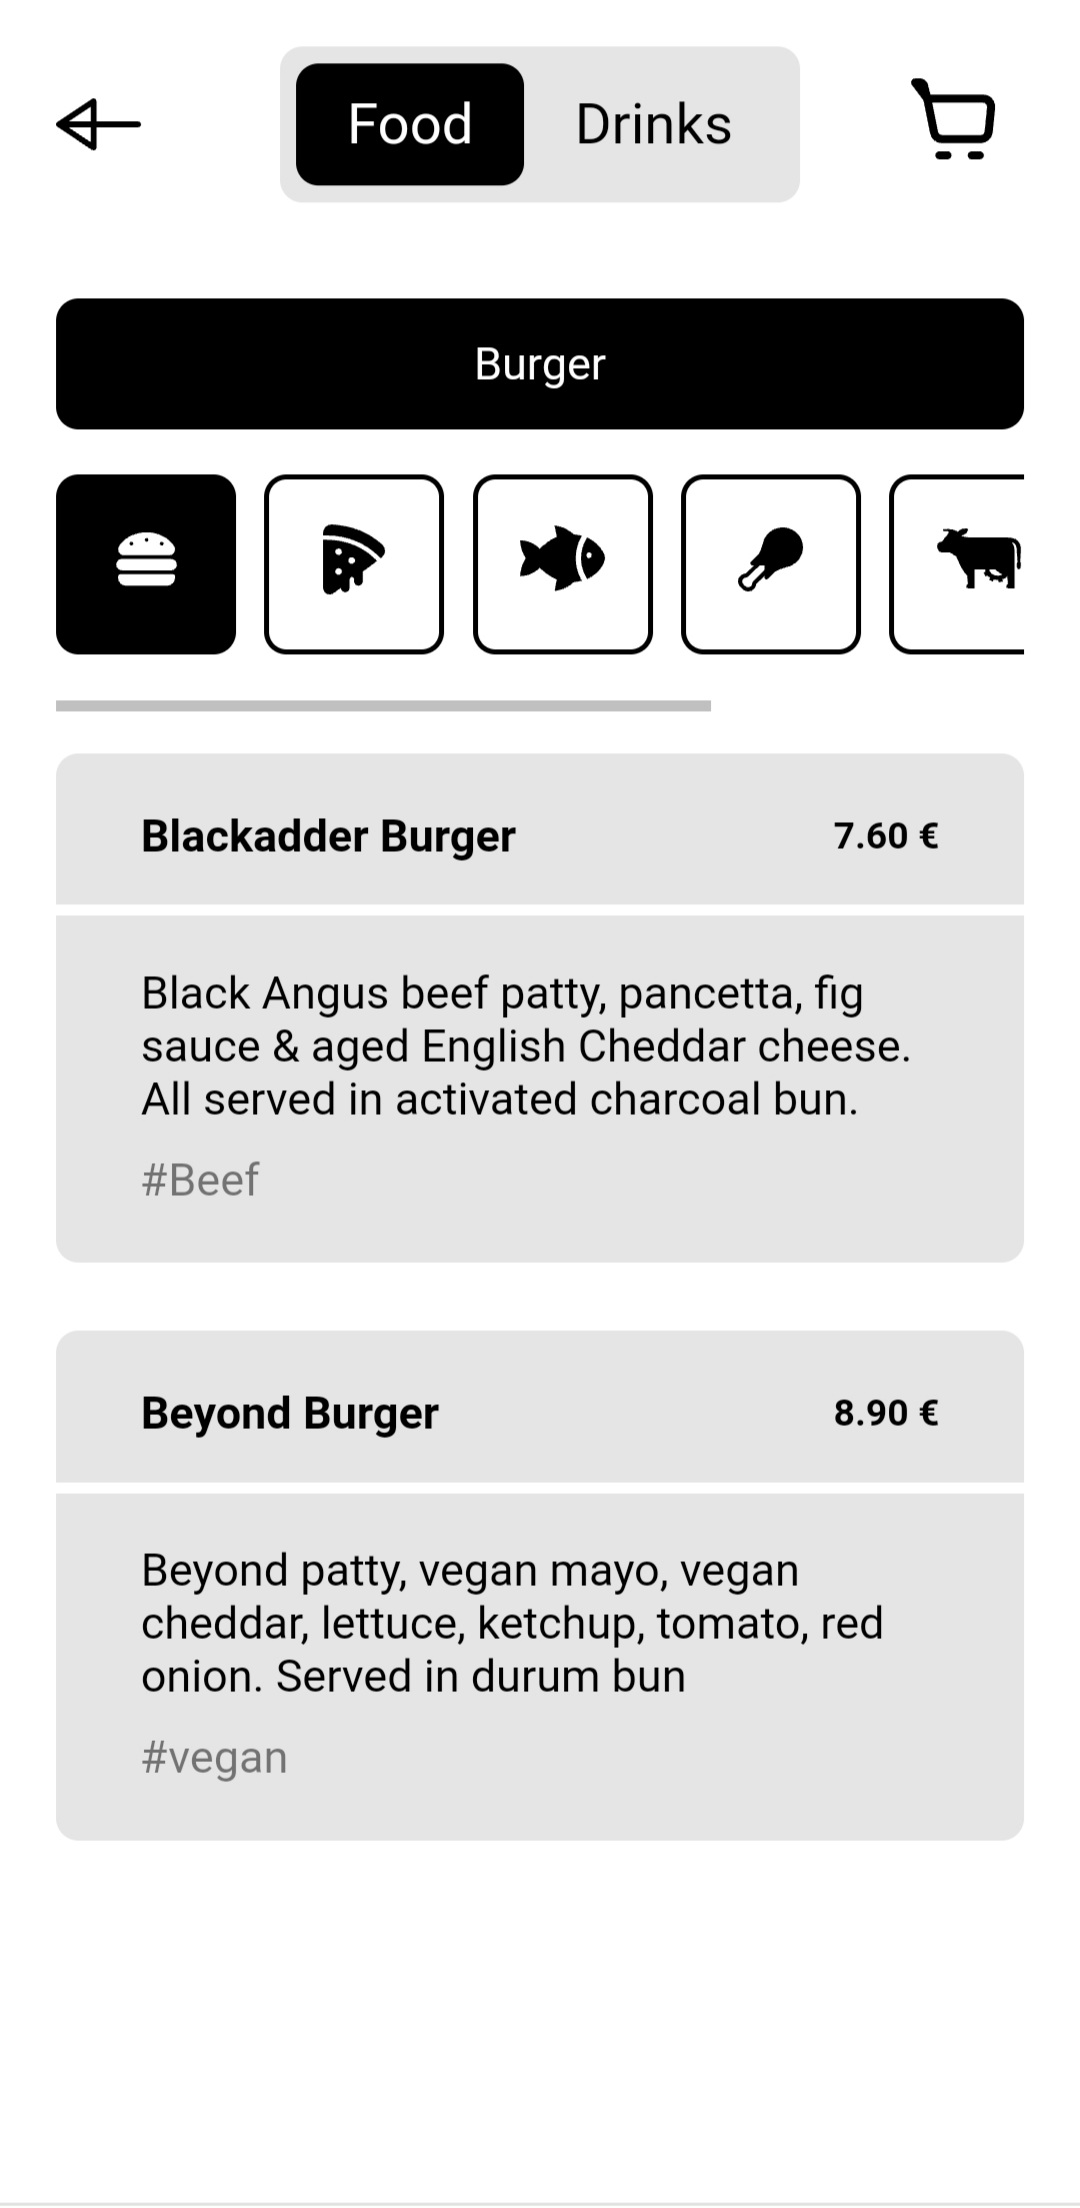 Food
Drinks
Burger
Blackadder Burger
7.60 €
Black Angus beef patty, pancetta, fig
sauce & aged English Cheddar cheese.
All served in activated charcoal bun.
#Beef
Beyond Burger
8.90 €
Beyond patty, vegan mayo, vegan
cheddar, lettuce, ketchup, tomato, red
onion. Served in durum bun
#vegan